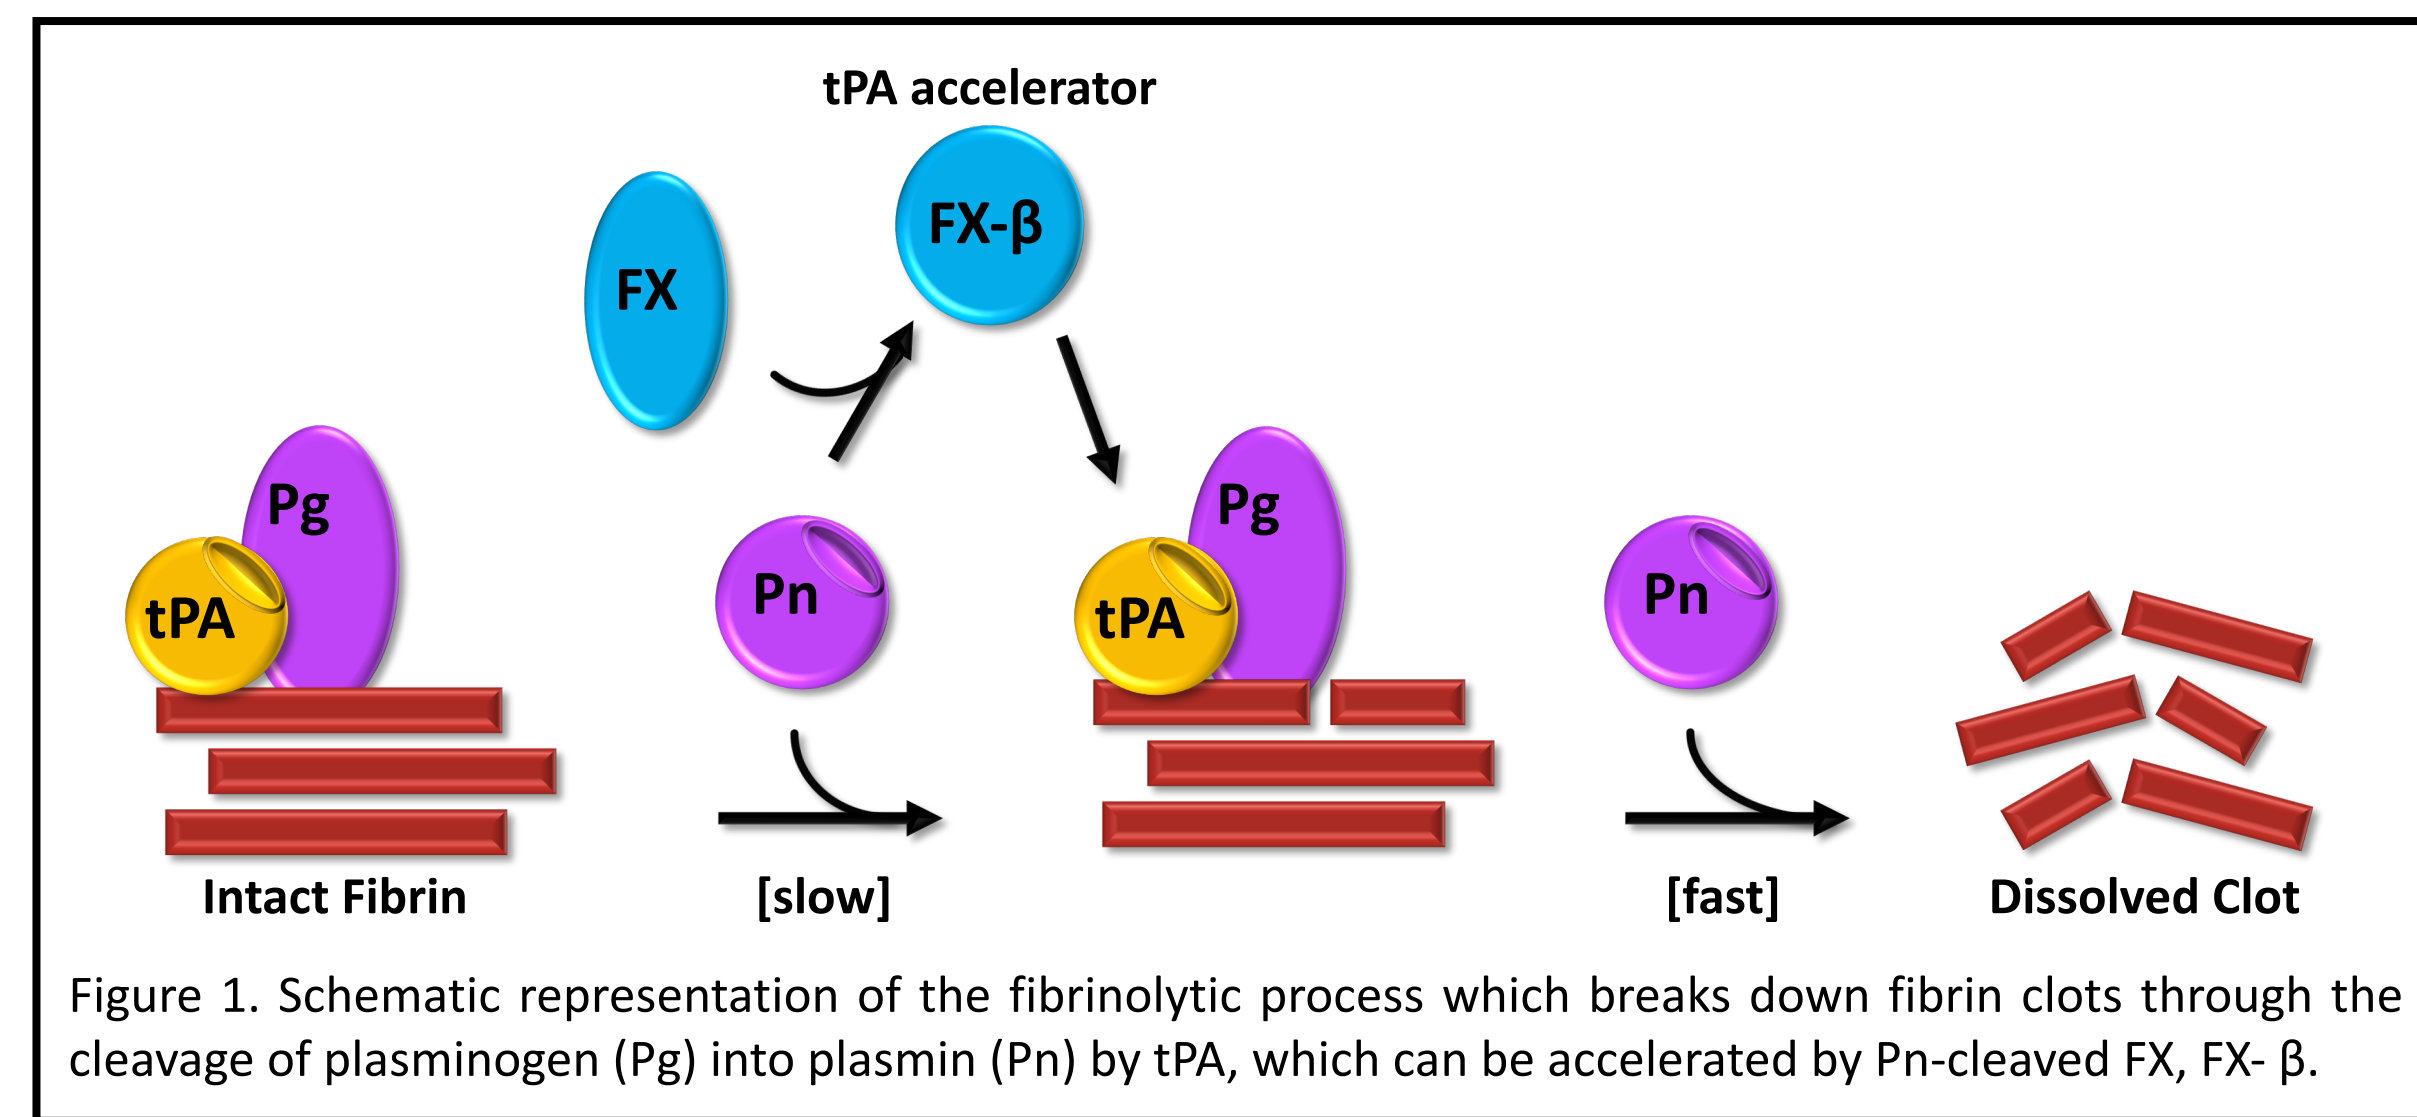 tPA accelerator
FX-β
FX
Pg
tPA
Pn
Pg
tPA
Pn
Intact Fibrin
[slow]
[fast]
Dissolved Clot
Figure 1. Schematic representation of the fibrinolytic process which breaks down fibrin clots through the
cleavage of plasminogen (Pg) into plasmin (Pn) by tPA, which can be accelerated by Pn-cleaved FX, FX- β.